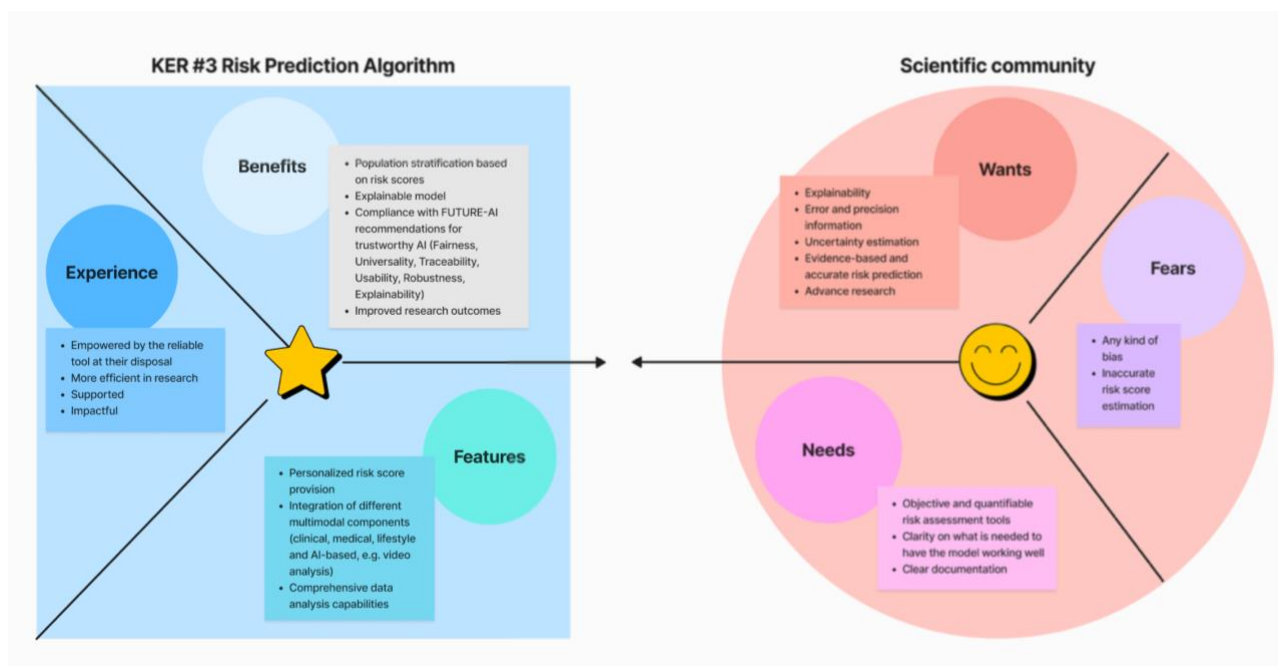 KER #3 Risk Prediction Algorithm
Benefits
• Population stratification based
on risk scores
• Explainable model
• Compliance with FUTURE-AI
recommendations for
trustworthy AI (Fairness,
Universality, Traceability,
Usability, Robustness,
Explainability)
• Improved research outcomes
Experience
• Empowered by the reliable
tool at their disposal
• More efficient in research
• Supported
• Impactful
Features
• Personalized risk score
provision
• Integration of different
multimodal components
(clinical, medical, lifestyle
and AI-based, e.g. video
analysis)
• Comprehensive data
analysis capabilities
Scientific community
Wants
• Explainability
• Error and precision
information
• Uncertainty estimation
• Evidence-based and
accurate risk prediction
• Advance research
Fears
• Any kind of
bias
• Inaccurate
risk score
estimation
Needs
• Objective and quantifiable
risk assessment tools
• Clarity on what is needed to
have the model working well
• Clear documentation